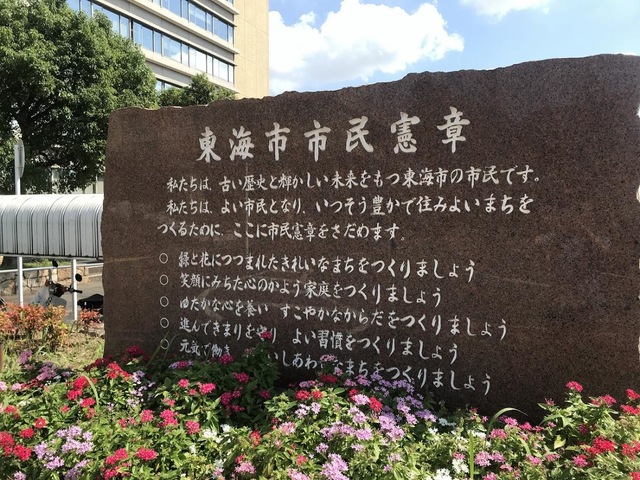 東海市市民憲章
私たちは、古い歴史と輝かしい未来をもつ東海市の市民です。
私たちは、よい市民となり、いつそう豊かで住みよいまちを
つくるために、ここに市民憲章をさだめます。
○ 緑と花につつまれたきれいなまちをつくりましょう
○ 笑顔にみちた心のかよう家庭をつくりましょう
○ ゆたかな心を養い すこやかなからだをつくりましょう
○ 進んできまりを守り よい習慣をつくりましょう
○ 元気で働き しあわ なまちをつくりましょう